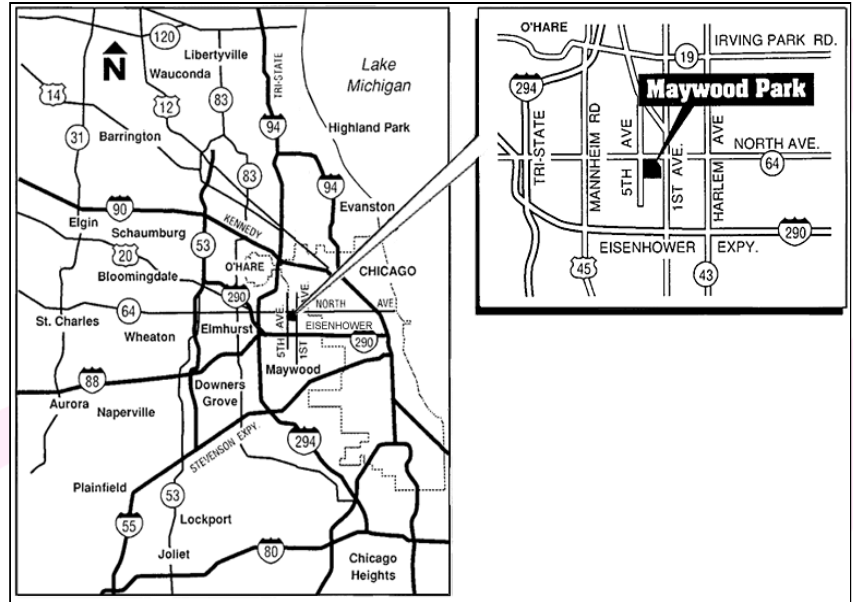 120
Libertyville
N
Wauconda
Lake
Michigan
TRI-STATE
14
12
83
94
Highland Park
31
Barrington
83
94
Evanston
90
Elgin
KENNEDY
Schaumburg
53
20
O'HARE
CHICAGO
Bloomingdale
290
64
NORTH AVE
St. Charles
Wheaton
Elmhurst
5TH AVE.
1ST AVE.
EISENHOWER
290
Maywood
88
Downers
Grove
Aurora
Naperville
294
STEVENSON EXPY.
Plainfield
53
55
Lockport
Joliet
80
Chicago
Heights
O'HARE
IRVING PARK RD.
19
294
Maywood Park
TRI-STATE
MANNHEIM RD
5TH AVE
1ST AVE.
HARLEM AVE
NORTH AVE.
64
290
EISENHOWER EXPY.
45
43